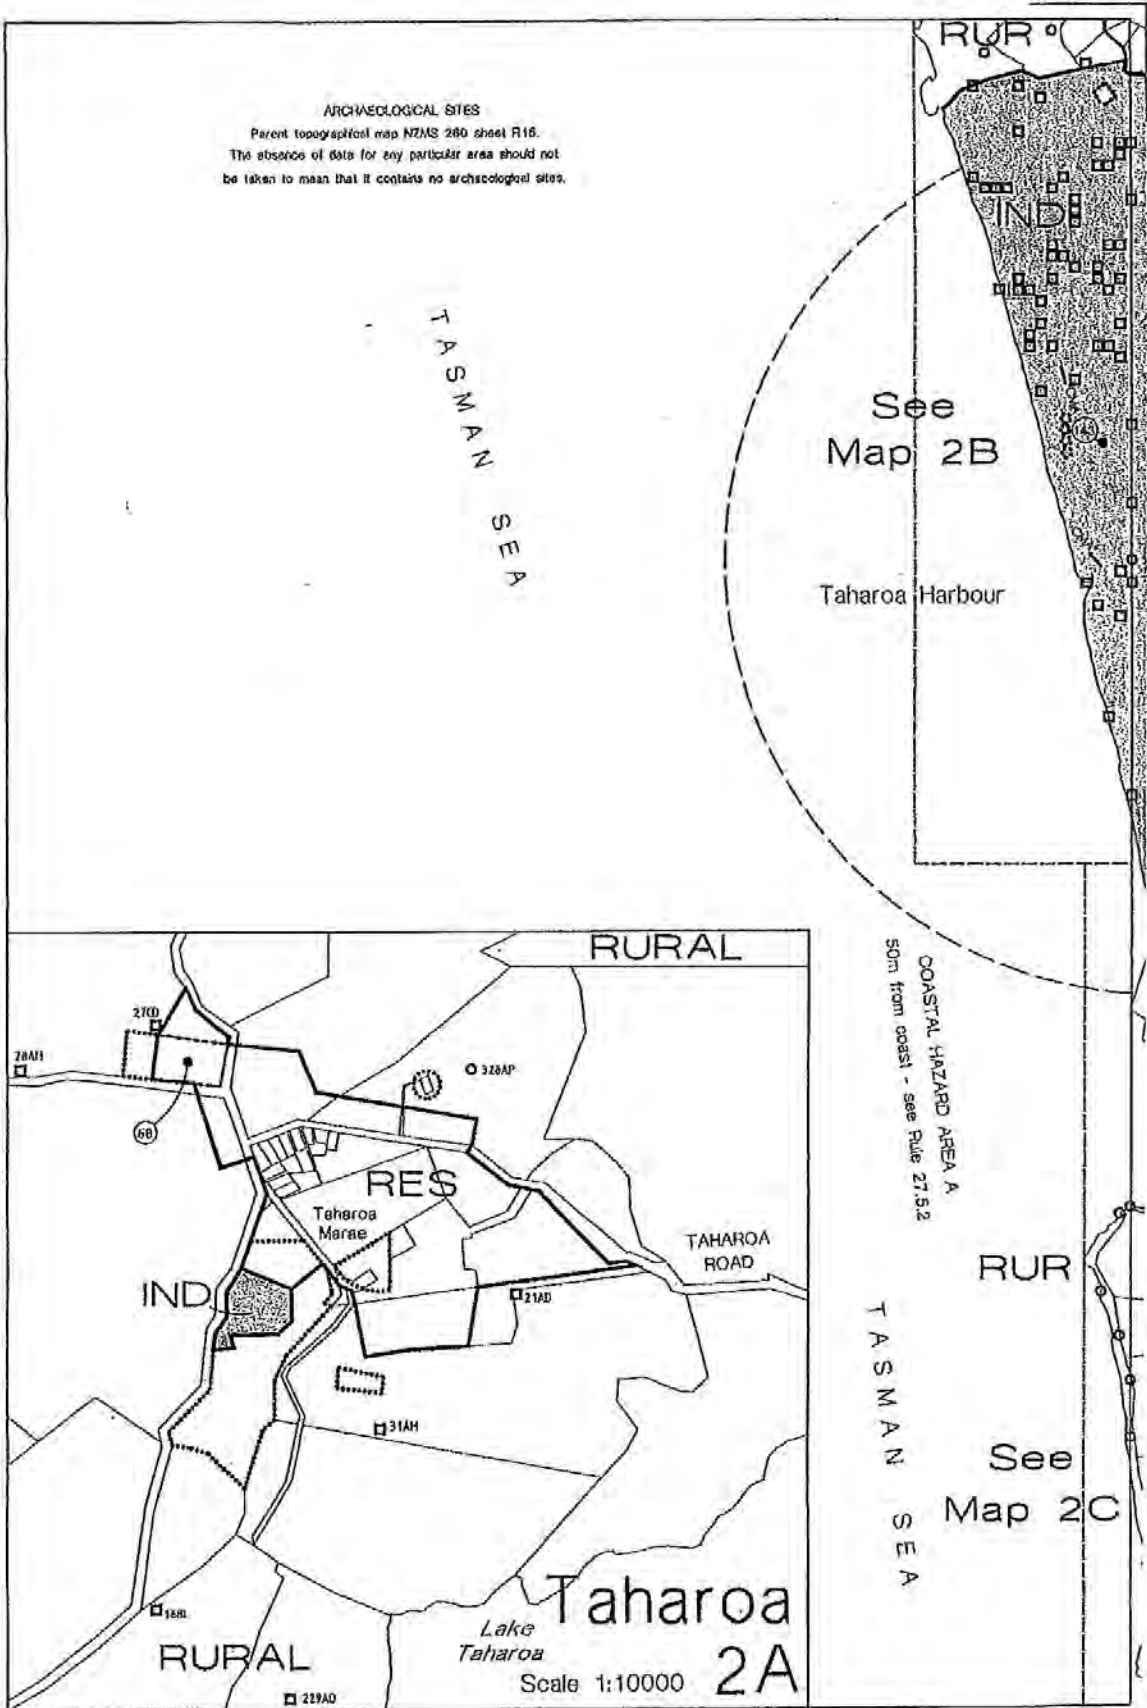 ARCHAEOLOGICAL SITES
Parent topographical map NZMS 260 sheet R16.
The absence of data for any particular area should not
be taken to mean that it contains no archaeological sites.
RUR
IND
TASMAN SEA
See
Map 2B
Taharoa Harbour
COASTAL HAZARD AREA A
50m from coast - see Rule 27.5.2
RUR
TASMAN SEA
See
Map 2C
RURAL
27CD
28AH
328AP
U
68
RES
Taharoa
Marae
TAHAROA
ROAD
IND
21AD
31AH
Taharoa
2A
Lake
Taharoa
Scale 1:10000
RURAL
229AD